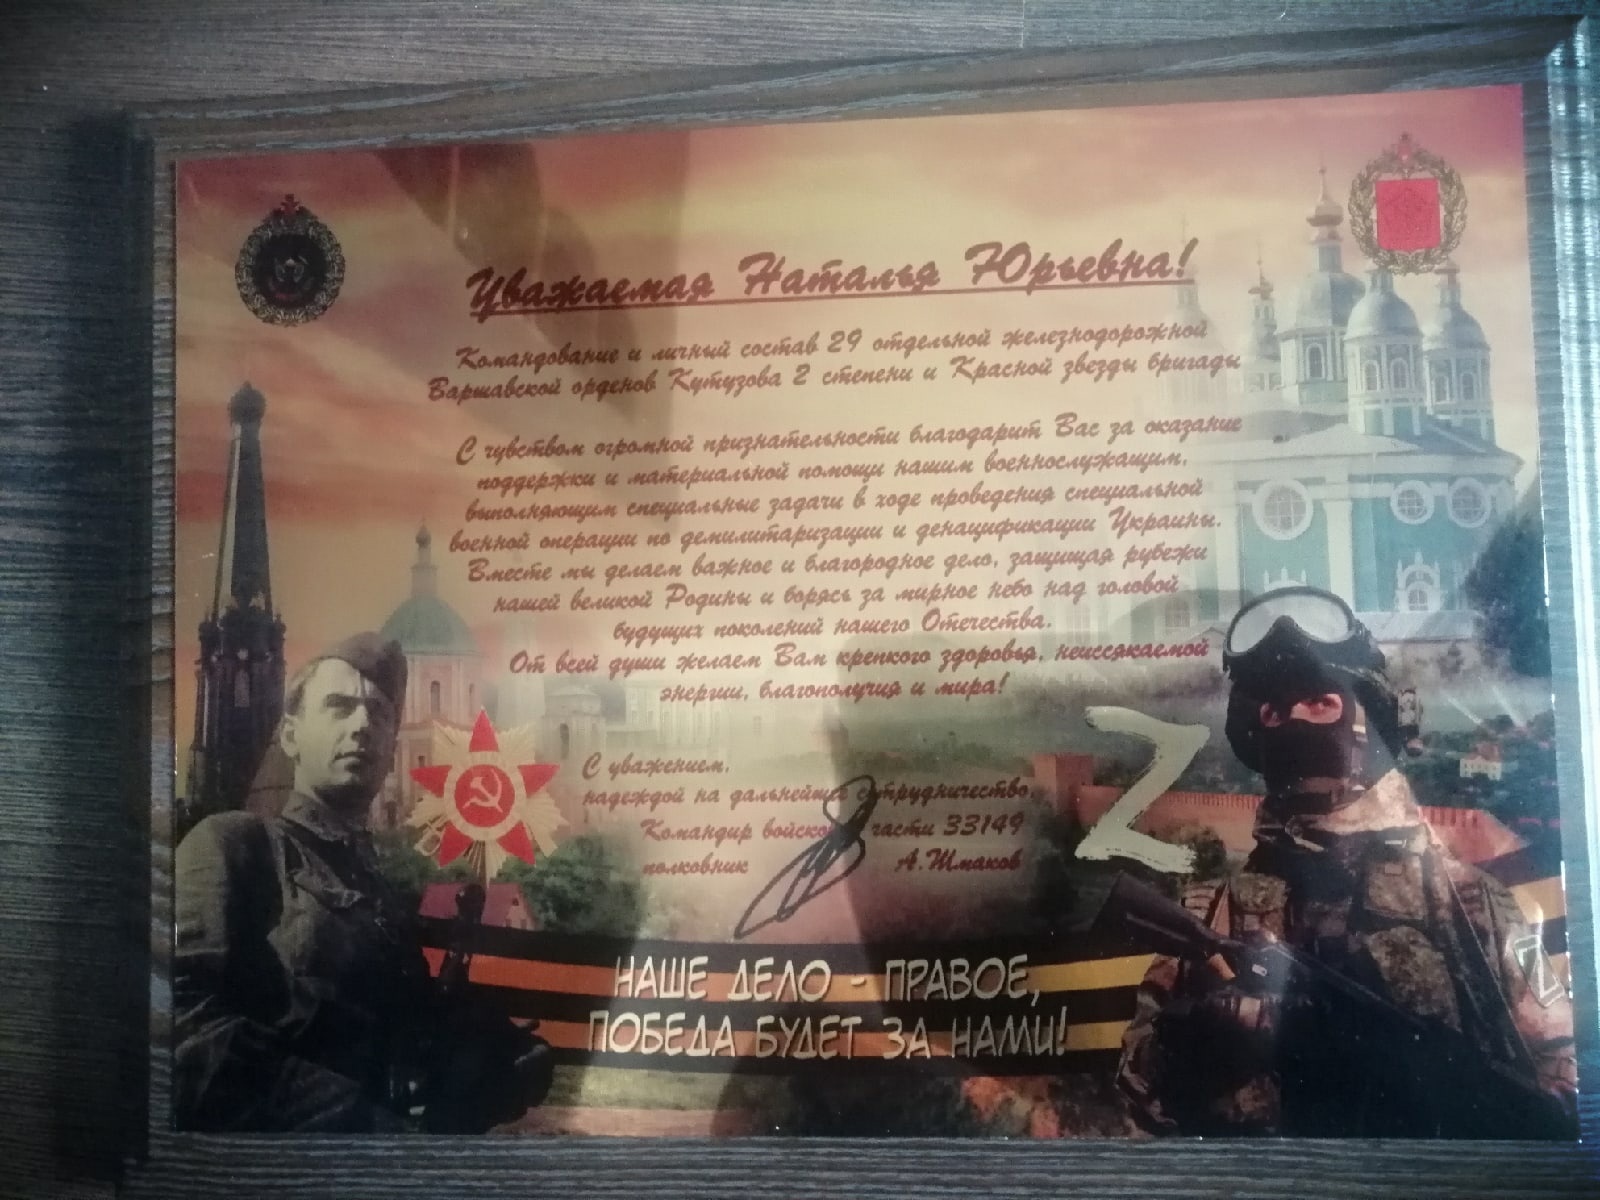 Уважаемая Наталья Юрьевна!
Командование и личный состав 29 отдельной железнодорожной
Варшавской орденов Кутузова 2 степени и Красной звезды бригады
С чувством огромной признательности благодарит Вас за оказание
поддержки и материальной помощи нашим военнослужащим,
выполняющим специальные задачи в ходе проведения специальной
военной операции по демилитаризации и денацификации Украины.
Вместе мы делаем важное и благородное дело, защищая рубежи
нашей великой Родины и борясь за мирное небо над головой
будущих поколений нашего Отечества.
От всей души желаем Вам крепкого здоровья, неиссякаемой
энергии, благополучия и мира!
С уважением,
надеждой на дальнейшее сотрудничество,
Командир войсковой части 33149
полковник А.Шмаков
Z
Z
НАШЕ ДЕЛО - ПРАВОЕ,
ПОБЕДА БУДЕТ ЗА НАМИ!